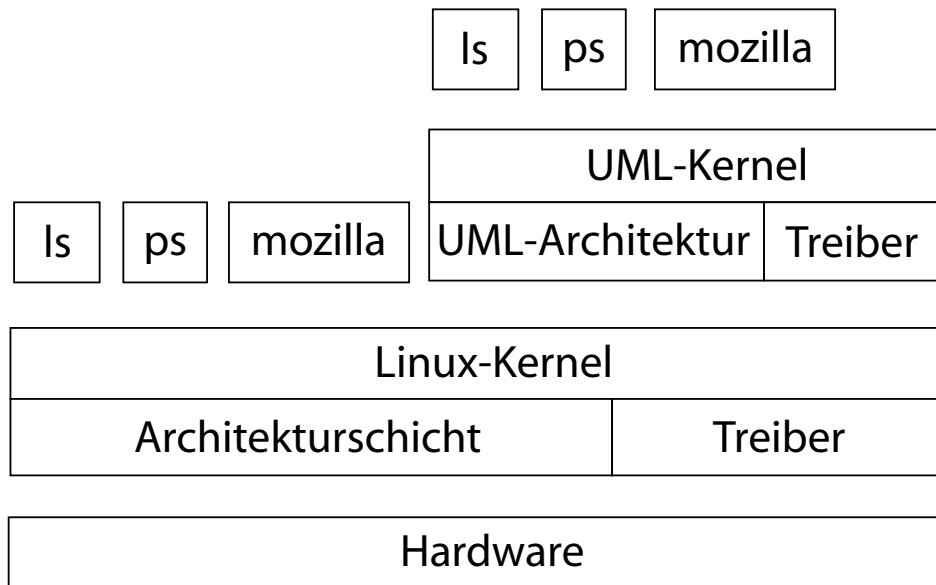 ls ps mozilla
UML-Kernel
ls ps mozilla UML-Architektur Treiber
Linux-Kernel
Architekturschicht Treiber
Hardware